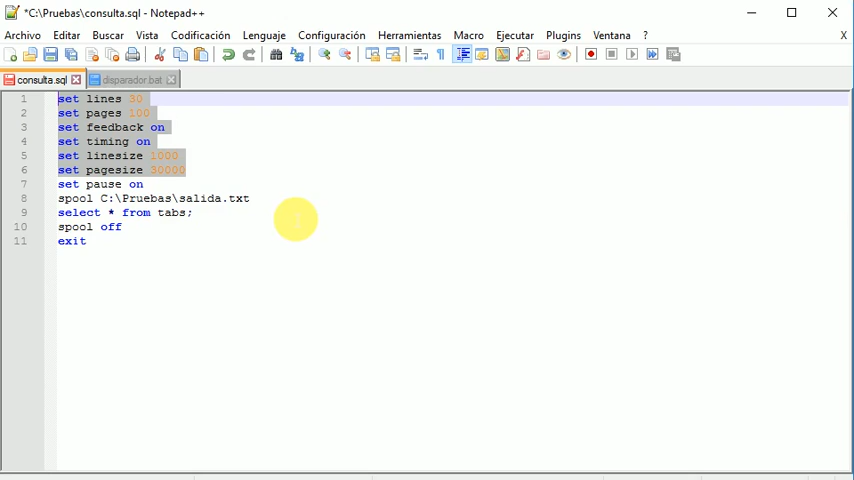 *C:\Pruebas\consulta.sql - Notepad++
Archivo Editar Buscar Vista Codificación Lenguaje Configuración Herramientas Macro Ejecutar Plugins Ventana ? X
consulta.sql disparador.bat
1 set lines 30
2 set pages 100
3 set feedback on
4 set timing on
5 set linesize 1000
6 set pagesize 30000
7 set pause on
8 spool C:\Pruebas\salida.txt
9 select * from tabs;
10 spool off
11 exit